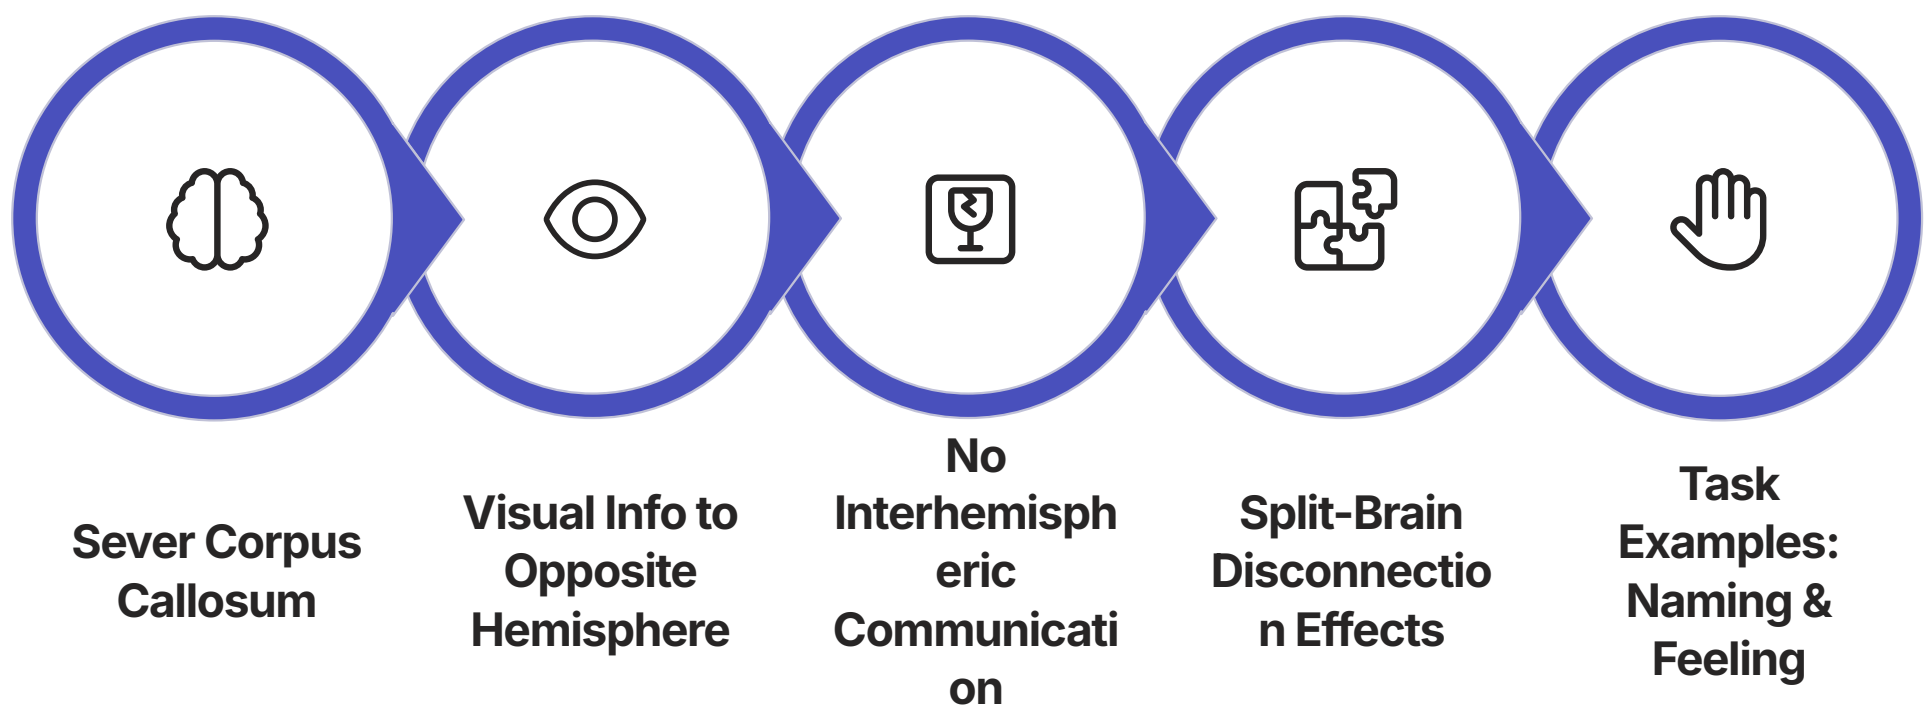 Sever Corpus
Callosum
Visual Info to
Opposite
Hemisphere
No
Interhemisph
eric
Communicati
on
Split-Brain
Disconnectio
n Effects
Task
Examples:
Naming &
Feeling